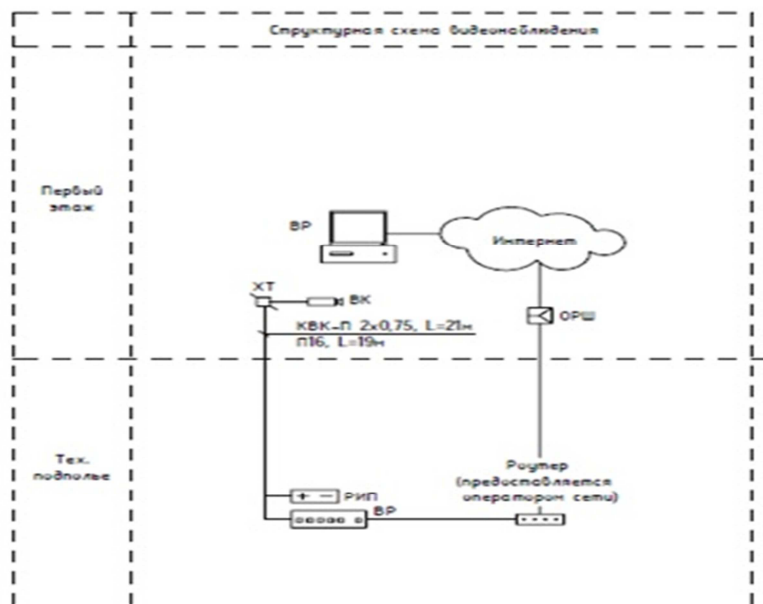 Структурная схема видеонаблюдения
Первый
этаж
ВР
Интернет
ХТ
ВК
КВК-П 2х0,75, L=21м
П16, L=19м
ОРШ
Тех.
подполье
Роутер
(предоставляется
оператором сети)
+ -
РИП
ВР